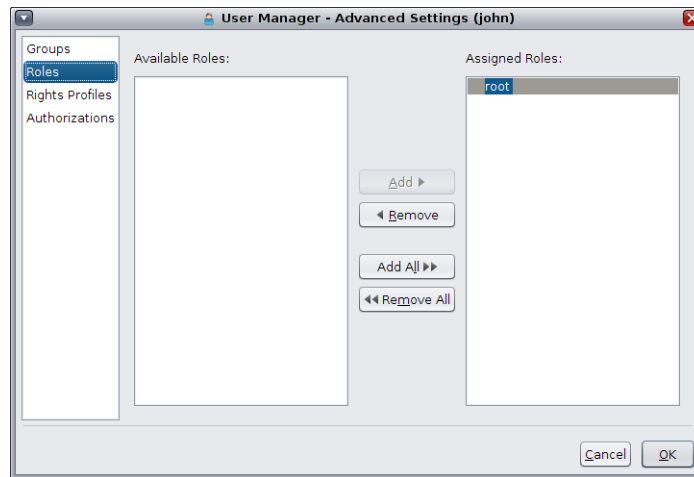 User Manager - Advanced Settings (john)
Groups
Roles
Rights Profiles
Authorizations
Available Roles:
Assigned Roles:
root
Add
Remove
Add All
Remove All
Cancel
OK